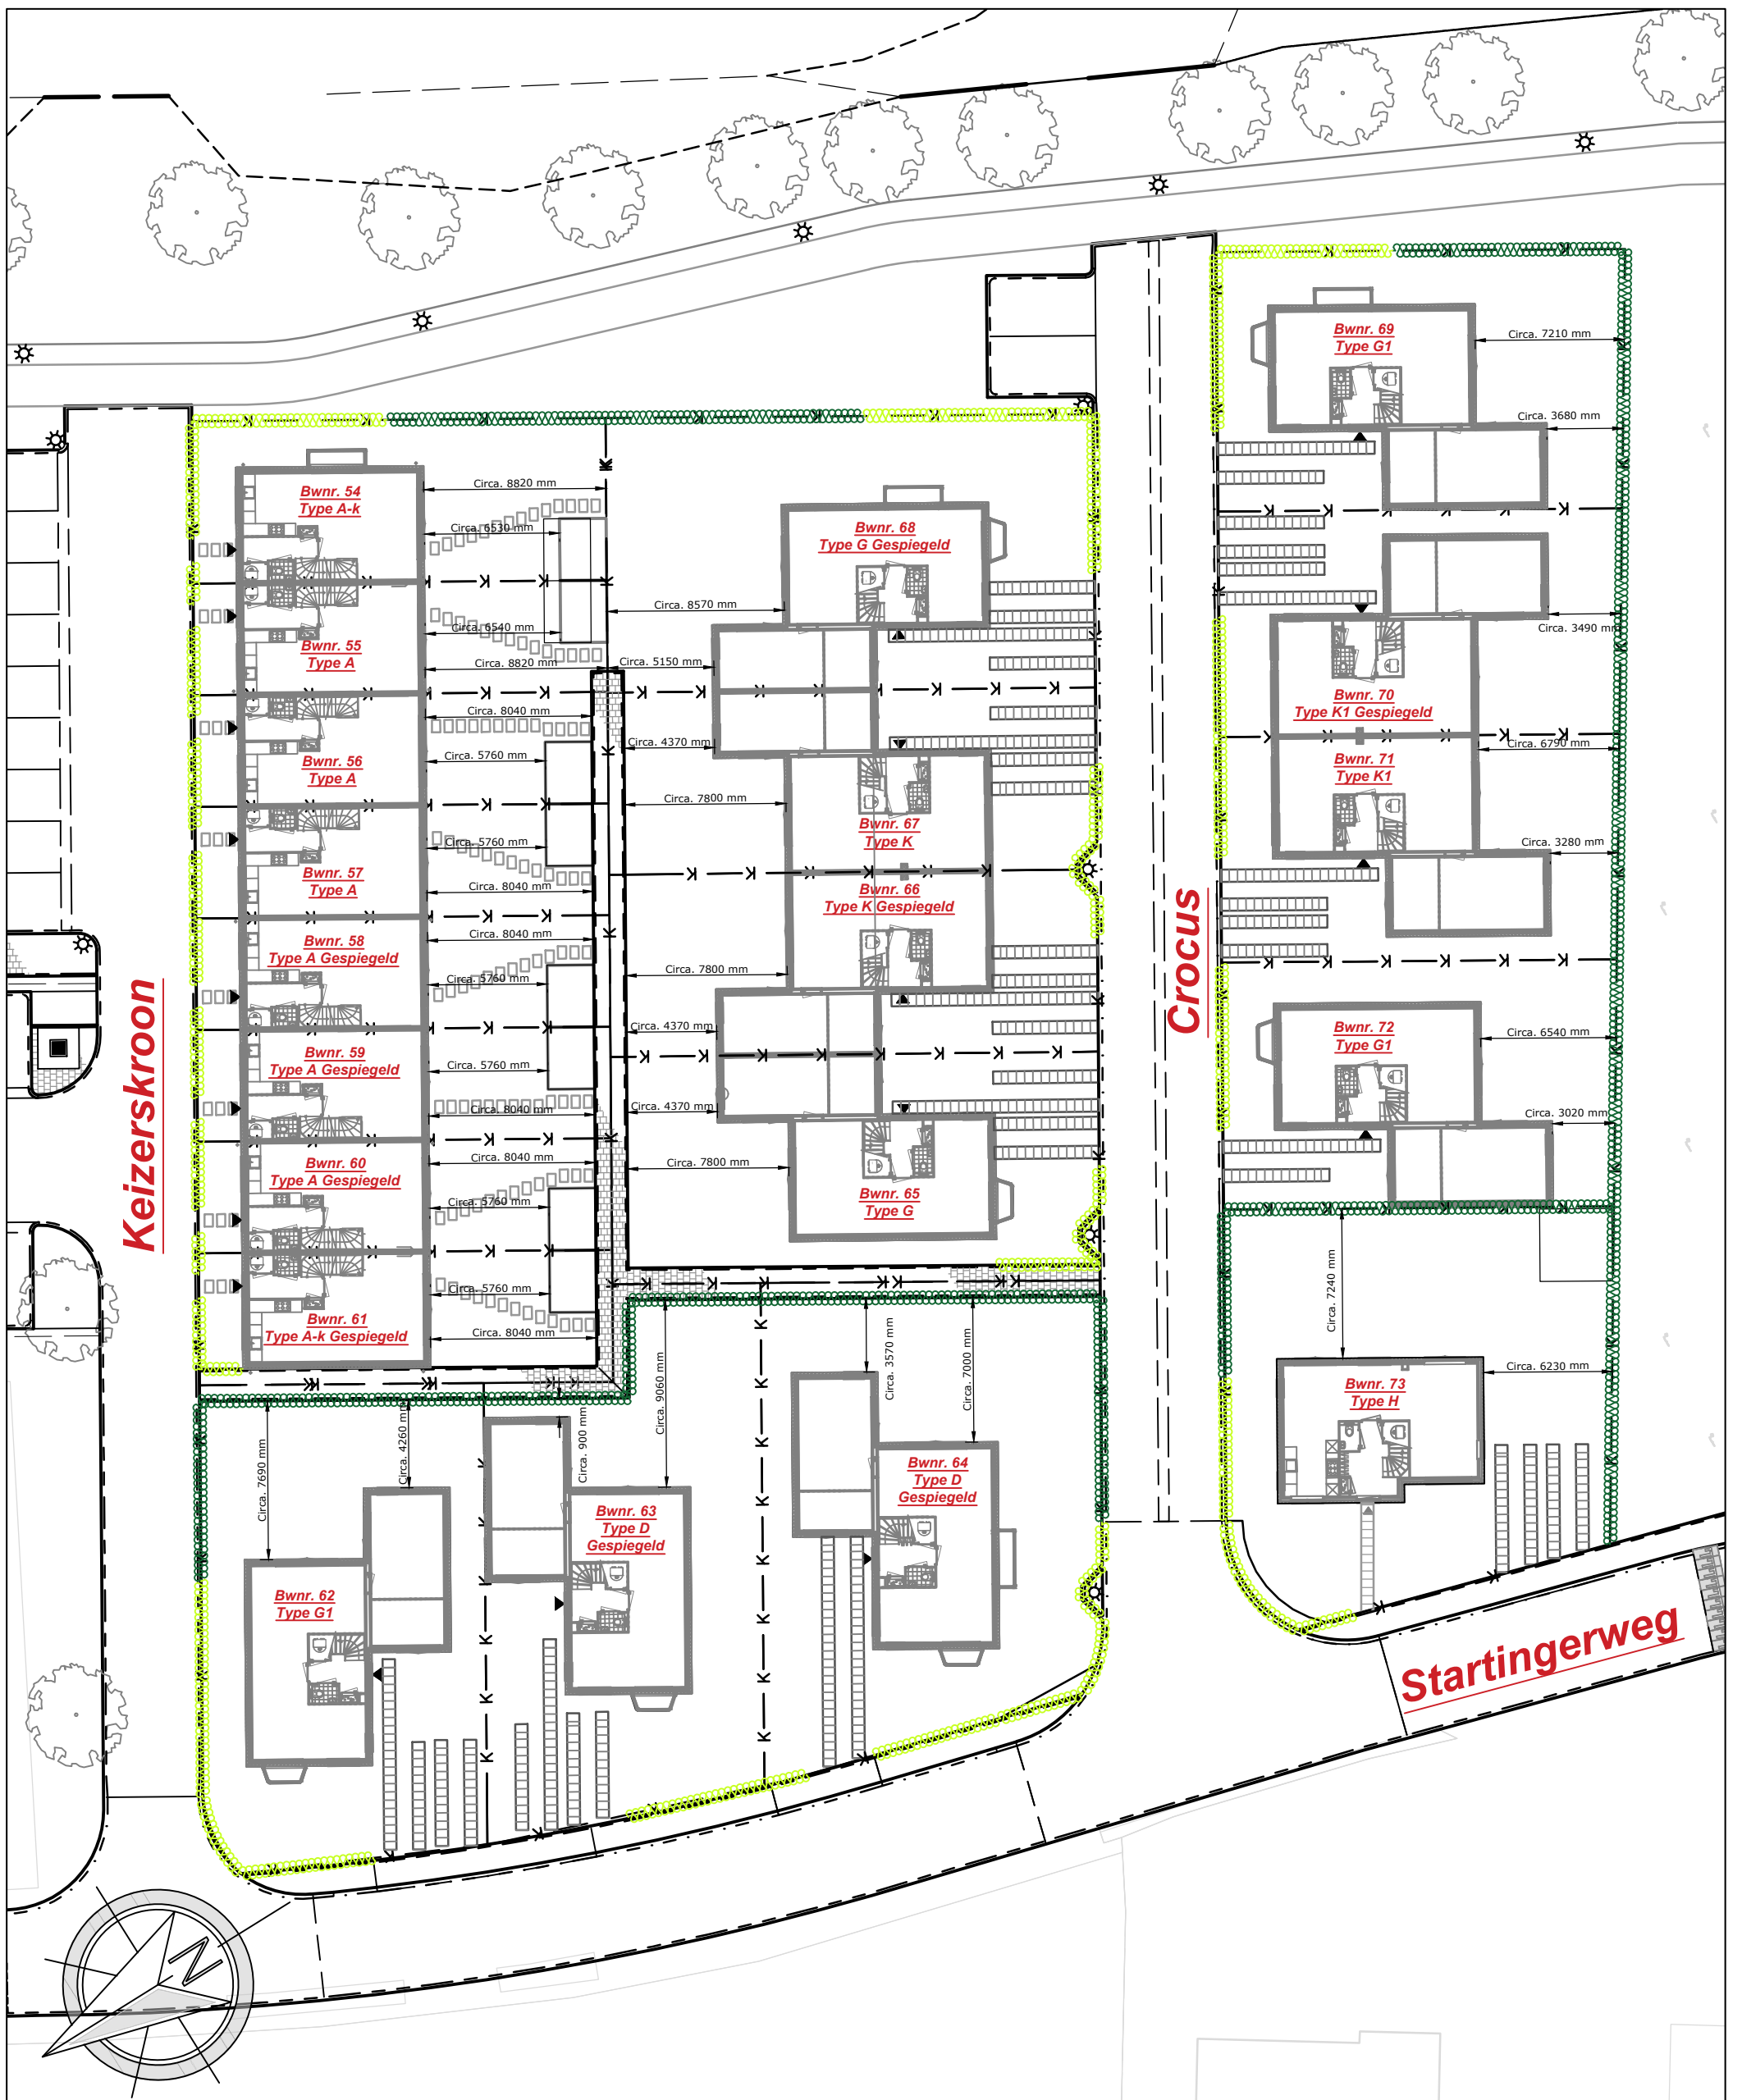 Bwnr. 69
Type G1
Circa. 7210 mm
Circa. 3680 mm
Bwnr. 54
Type A-k
Circa. 8820 mm
Circa. 6530 mm
Bwnr. 68
Type G Gespiegeld
Circa. 8570 mm
Circa. 6540 mm
Circa. 3490 mm
Bwnr. 55
Type A
Circa. 8820 mm
Circa. 5150 mm
Bwnr. 70
Type K1 Gespiegeld
Circa. 8040 mm
Circa. 4370 mm
Circa. 6790 mm
Bwnr. 56
Type A
Circa. 5760 mm
Bwnr. 71
Type K1
Circa. 7800 mm
Bwnr. 67
Type K
Circa. 5760 mm
Circa. 3280 mm
Bwnr. 57
Type A
Circa. 8040 mm
Bwnr. 66
Type K Gespiegeld
Circa. 8040 mm
Bwnr. 58
Type A Gespiegeld
Circa. 5760 mm
Circa. 7800 mm
Crocus
Keizerskroon
Circa. 4370 mm
Bwnr. 72
Type G1
Circa. 6540 mm
Bwnr. 59
Type A Gespiegeld
Circa. 5760 mm
Circa. 8040 mm
Circa. 4370 mm
Circa. 3020 mm
Circa. 8040 mm
Circa. 7800 mm
Bwnr. 60
Type A Gespiegeld
Circa. 5760 mm
Bwnr. 65
Type G
Circa. 5760 mm
Circa. 7240 mm
Bwnr. 61
Type A-k Gespiegeld
Circa. 8040 mm
Circa. 9060 mm
Circa. 3570 mm
Circa. 7000 mm
Circa. 6230 mm
Bwnr. 73
Type H
Circa. 7690 mm
Circa. 4260 mm
Circa. 900 mm
Bwnr. 64
Type D
Gespiegeld
Bwnr. 63
Type D
Gespiegeld
Bwnr. 62
Type G1
Startingerweg
N